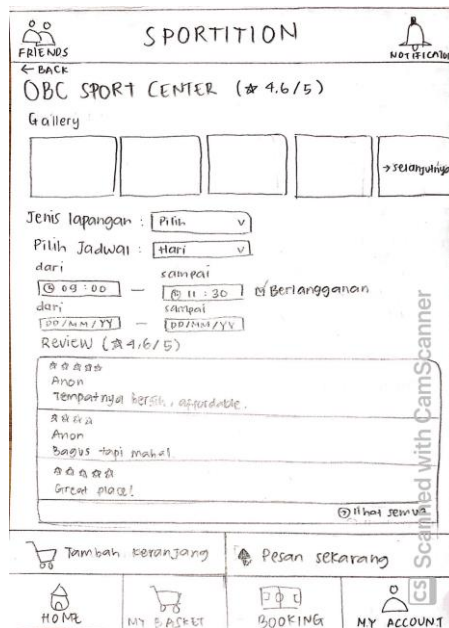 FRIENDS
SPORTITION
NOTIFICATION
← BACK
OBC SPORT CENTER (☆ 4.6/5)
Gallery
→ selanjutnya
Jenis lapangan : Pilih v
Pilih Jadwal : Hari v
dari sampai
09 : 00 — 11 : 30 ☑ Berlangganan
dari sampai
DD/MM/YY — DD/MM/YY
Review (☆ 4.6/5)
☆☆☆☆☆
Anon
Tempatnya bersih, affordable.
☆☆☆☆
Anon
Bagus tapi mahal
☆☆☆☆☆
Great place!
lihat semua
Tambah keranjang
Pesan sekarang
HOME
MY BASKET
BOOKING
MY ACCOUNT
CS Scanned with CamScanner